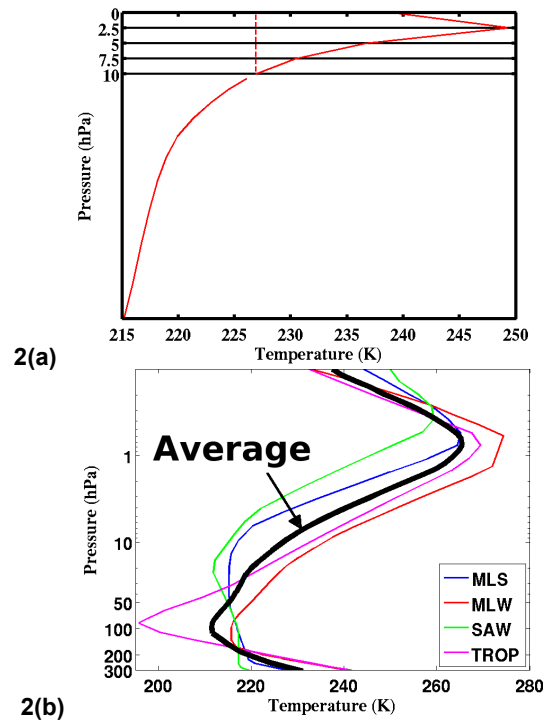 0
2.5
5
7.5
10
Pressure (hPa)
215 220 225 230 235 240 245 250
Temperature (K)
2(a)
Average
1
10
50
100
200
300
Pressure (hPa)
MLS
MLW
SAW
TROP
200 220 240 260 280
Temperature (K)
2(b)